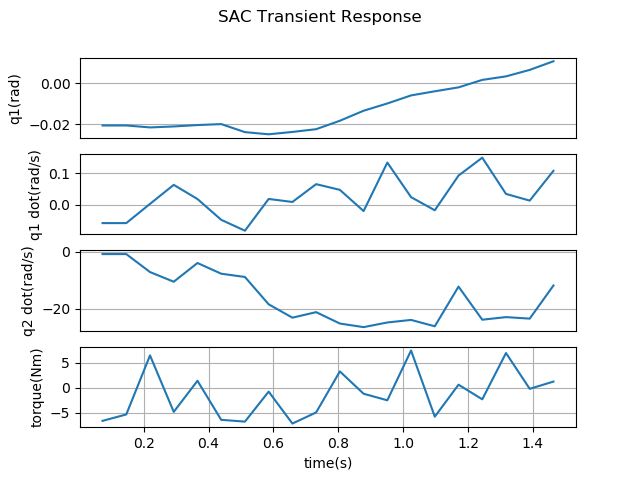 SAC Transient Response
q1(rad)
0.00
−0.02
q1 dot(rad/s)
0.1
0.0
q2 dot(rad/s)
0
−20
torque(Nm)
5
0
−5
0.2 0.4 0.6 0.8 1.0 1.2 1.4
time(s)